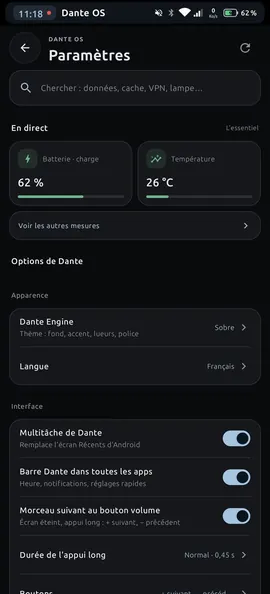 11:18 Dante OS 0 62 %
DANTE OS
Paramètres
Chercher : données, cache, VPN, lampe…
En direct L'essentiel
Batterie · charge
62 %
Température
26 °C
Voir les autres mesures
Options de Dante
Apparence
Dante Engine
Thème : fond, accent, lueurs, police
Sobre
Langue Français
Interface
Multitâche de Dante
Remplace l'écran Récents d'Android
Barre Dante dans toutes les apps
Heure, notifications, réglages rapides
Morceau suivant au bouton volume
Écran éteint, appui long : + suivant, − précédent
Durée de l'appui long Normal · 0,45 s